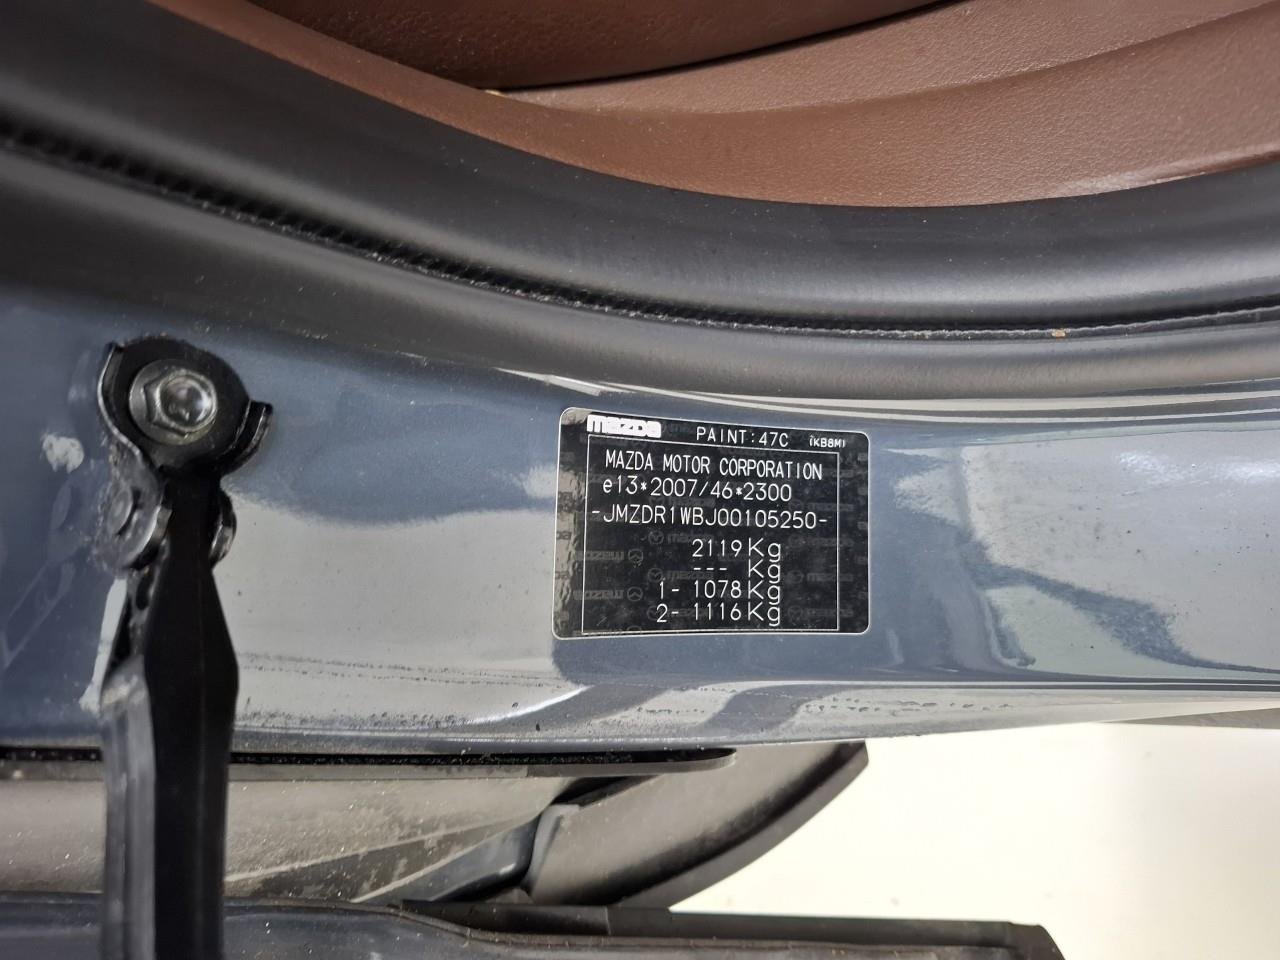 mazda PAINT:47C (KB8M)
MAZDA MOTOR CORPORATION
e13*2007/46*2300
-JMZDR1WBJ00105250-
2119Kg
--- Kg
1- 1078Kg
2- 1116Kg